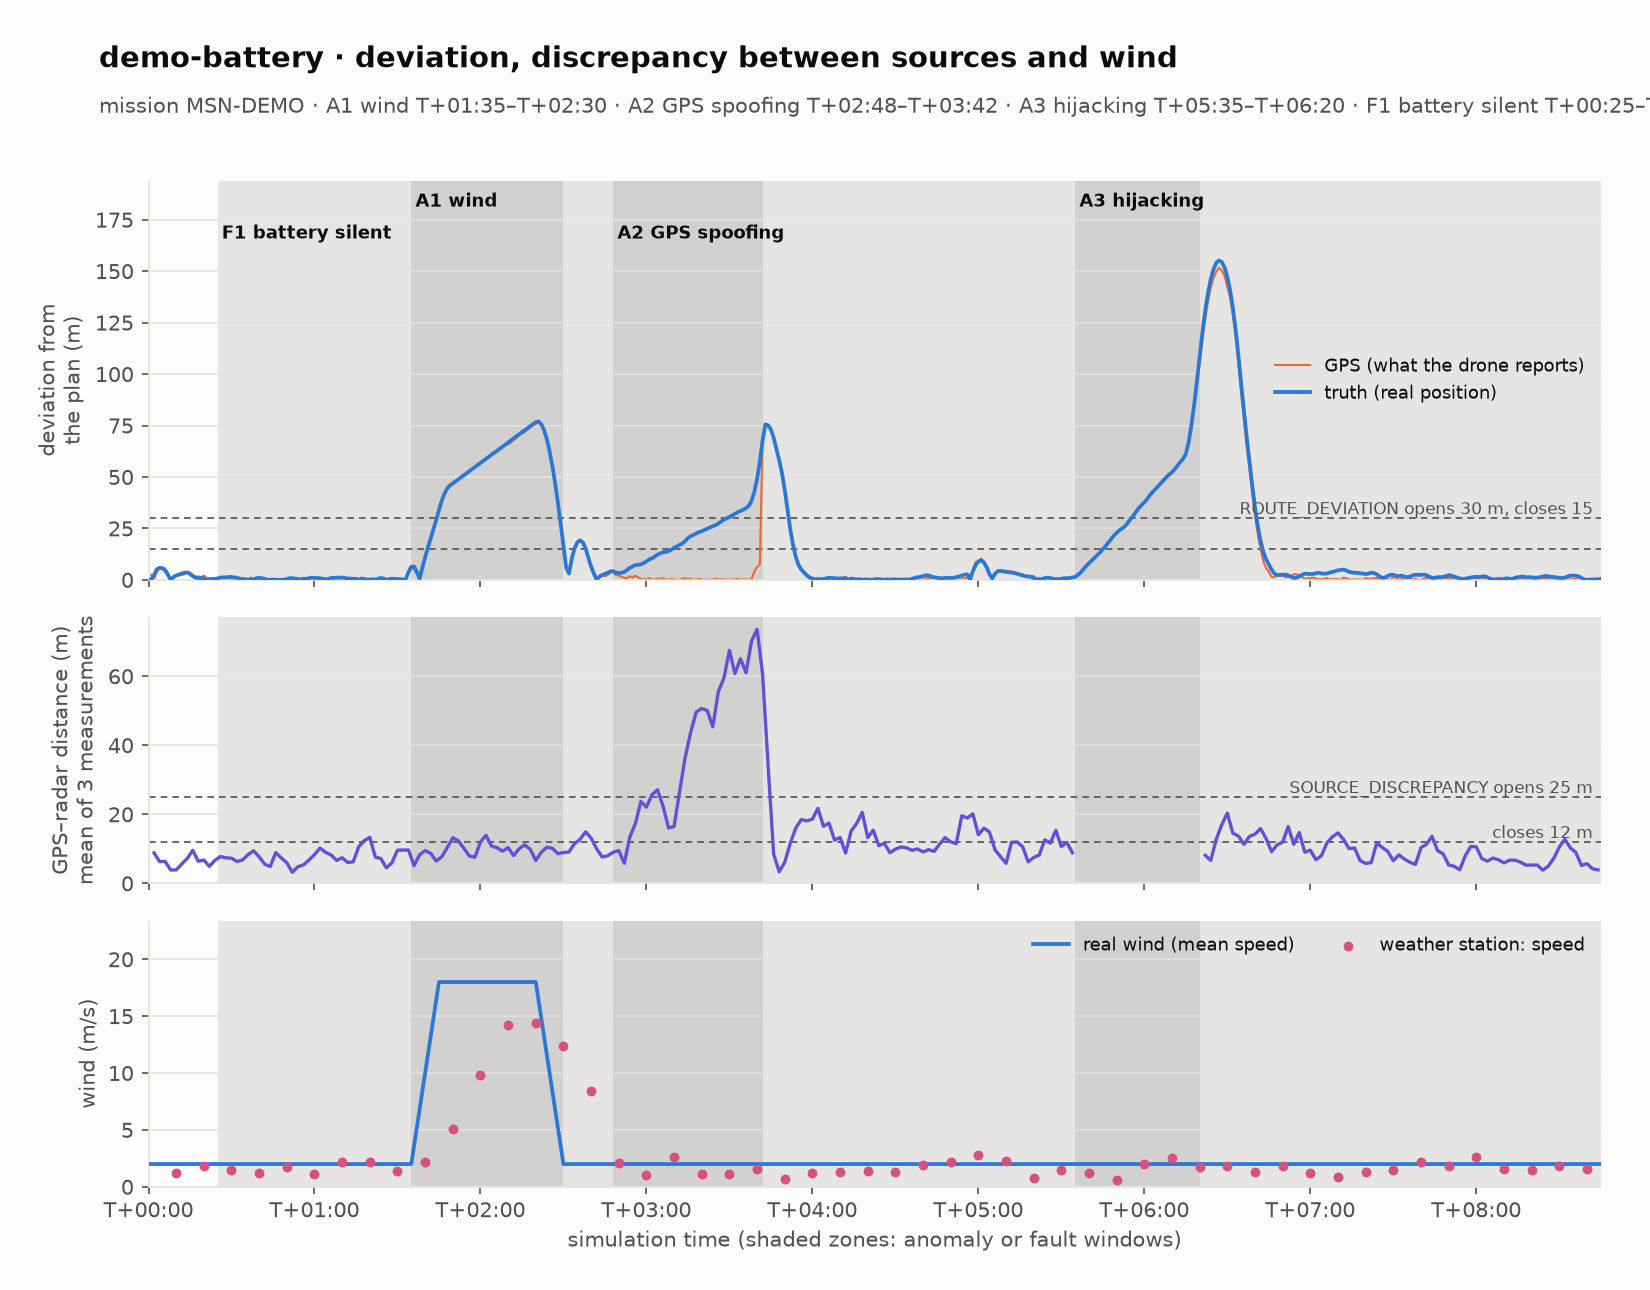 demo-battery · deviation, discrepancy between sources and wind
mission MSN-DEMO · A1 wind T+01:35–T+02:30 · A2 GPS spoofing T+02:48–T+03:42 · A3 hijacking T+05:35–T+06:20 · F1 battery silent T+00:25–
A1 wind
A3 hijacking
F1 battery silent
A2 GPS spoofing
deviation from
the plan (m)
175
150
125
100
75
50
25
0
GPS (what the drone reports)
truth (real position)
ROUTE_DEVIATION opens 30 m, closes 15
GPS–radar distance (m)
mean of 3 measurements
60
40
20
0
SOURCE_DISCREPANCY opens 25 m
closes 12 m
wind (m/s)
20
15
10
5
0
real wind (mean speed)
weather station: speed
T+00:00
T+01:00
T+02:00
T+03:00
T+04:00
T+05:00
T+06:00
T+07:00
T+08:00
simulation time (shaded zones: anomaly or fault windows)